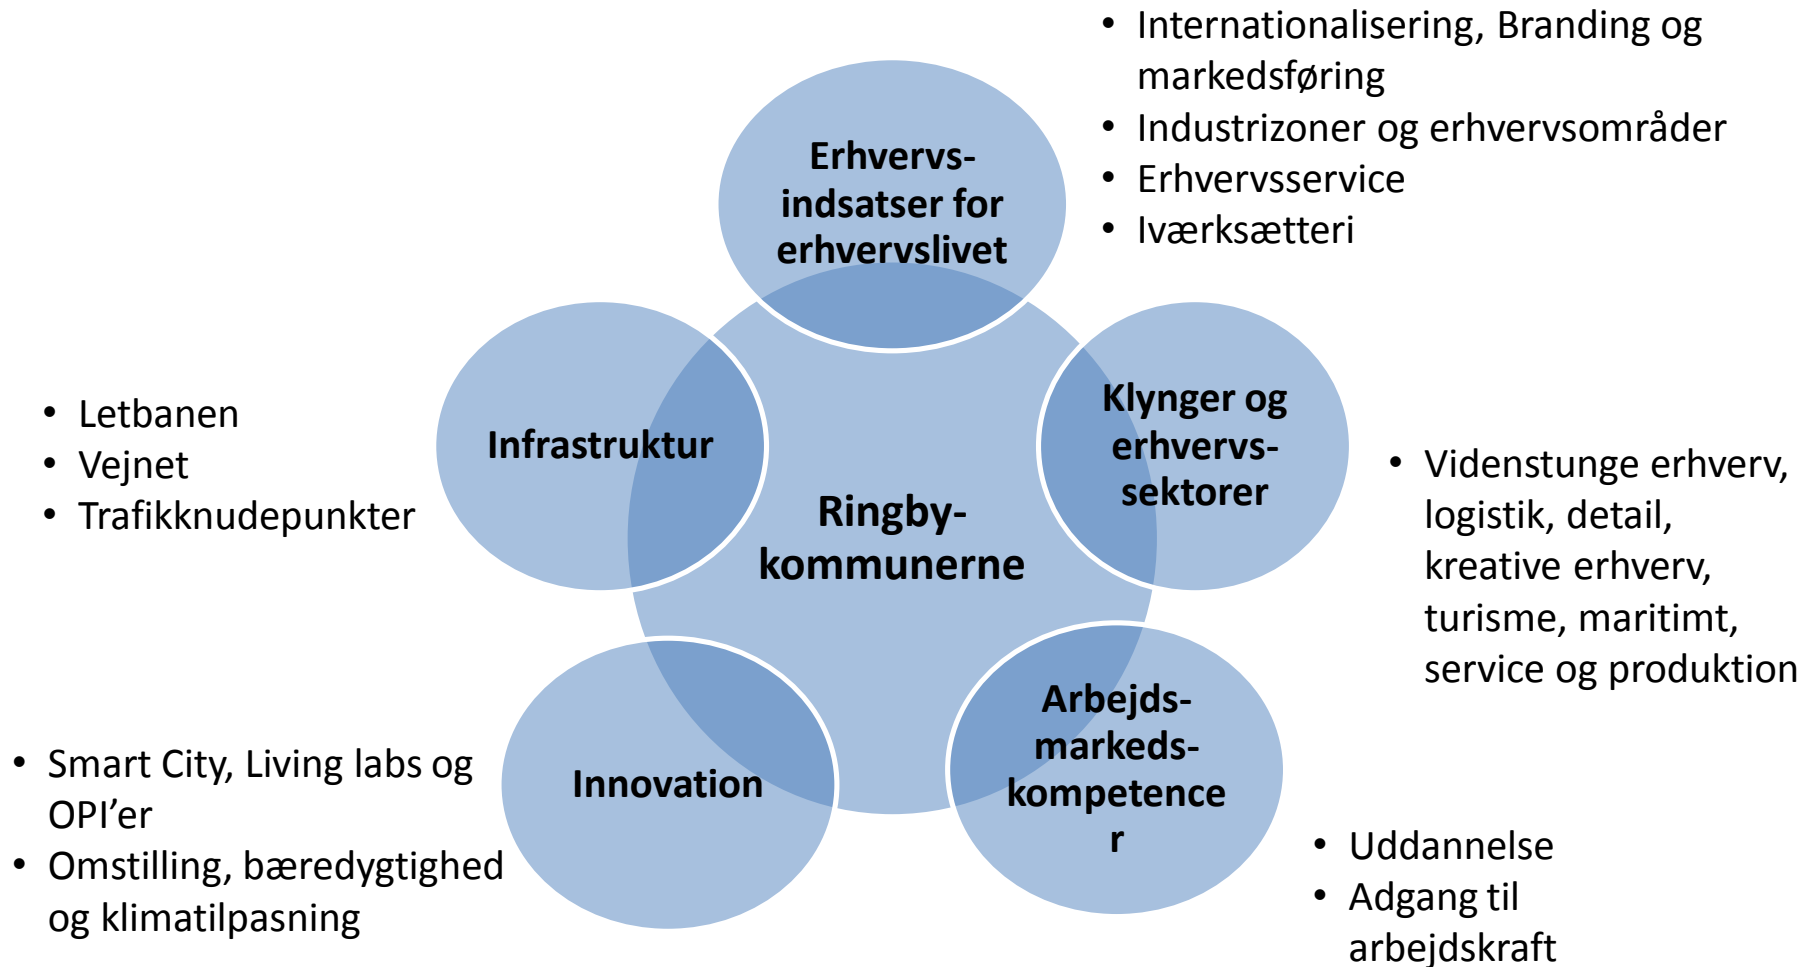 • Internationalisering, Branding og
markedsføring
• Industrizoner og erhvervsområder
• Erhvervsservice
• Iværksætteri
Erhvervs-
indsatser for
erhvervslivet
Klynger og
erhvervs-
sektorer
• Videnstunge erhverv,
logistik, detail,
kreative erhverv,
turisme, maritimt,
service og produktion
Infrastruktur
• Letbanen
• Vejnet
• Trafikknudepunkter
Ringby-
kommunerne
Arbejds-
markeds-
kompetence
r
• Uddannelse
• Adgang til
arbejdskraft
Innovation
• Smart City, Living labs og
OPI’er
• Omstilling, bæredygtighed
og klimatilpasning